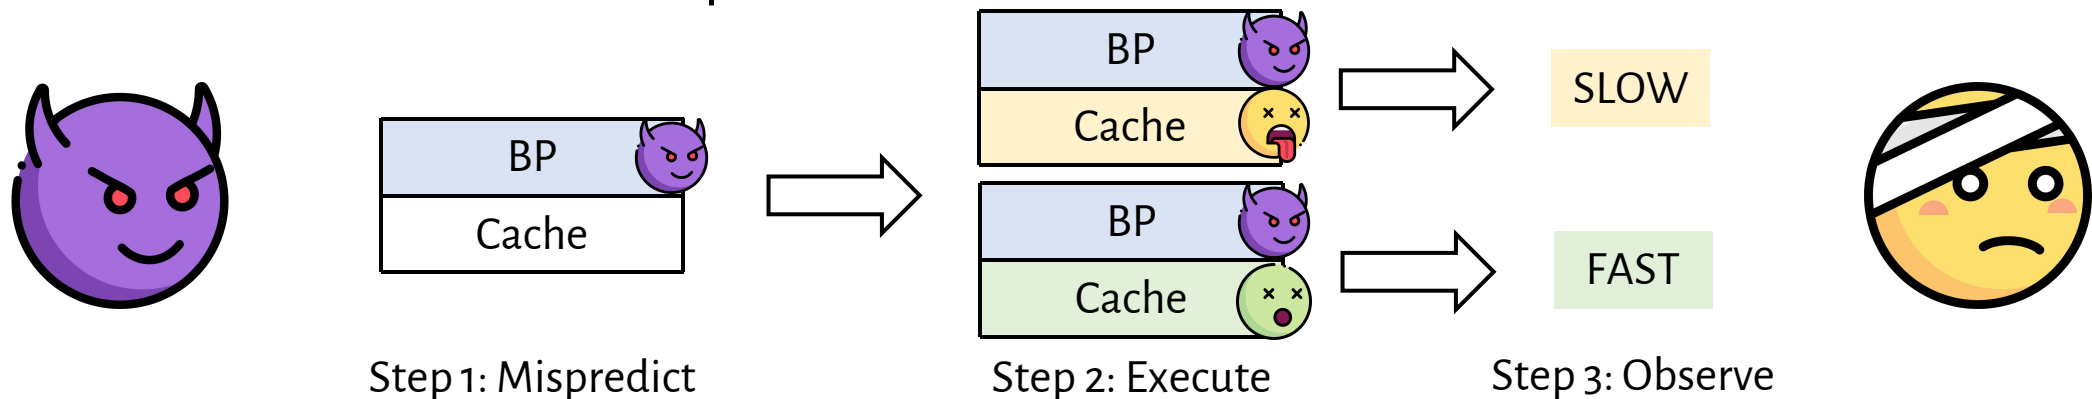 BP
Cache
Step 1: Mispredict
BP
Cache
BP
Cache
Step 2: Execute
SLOW
FAST
Step 3: Observe